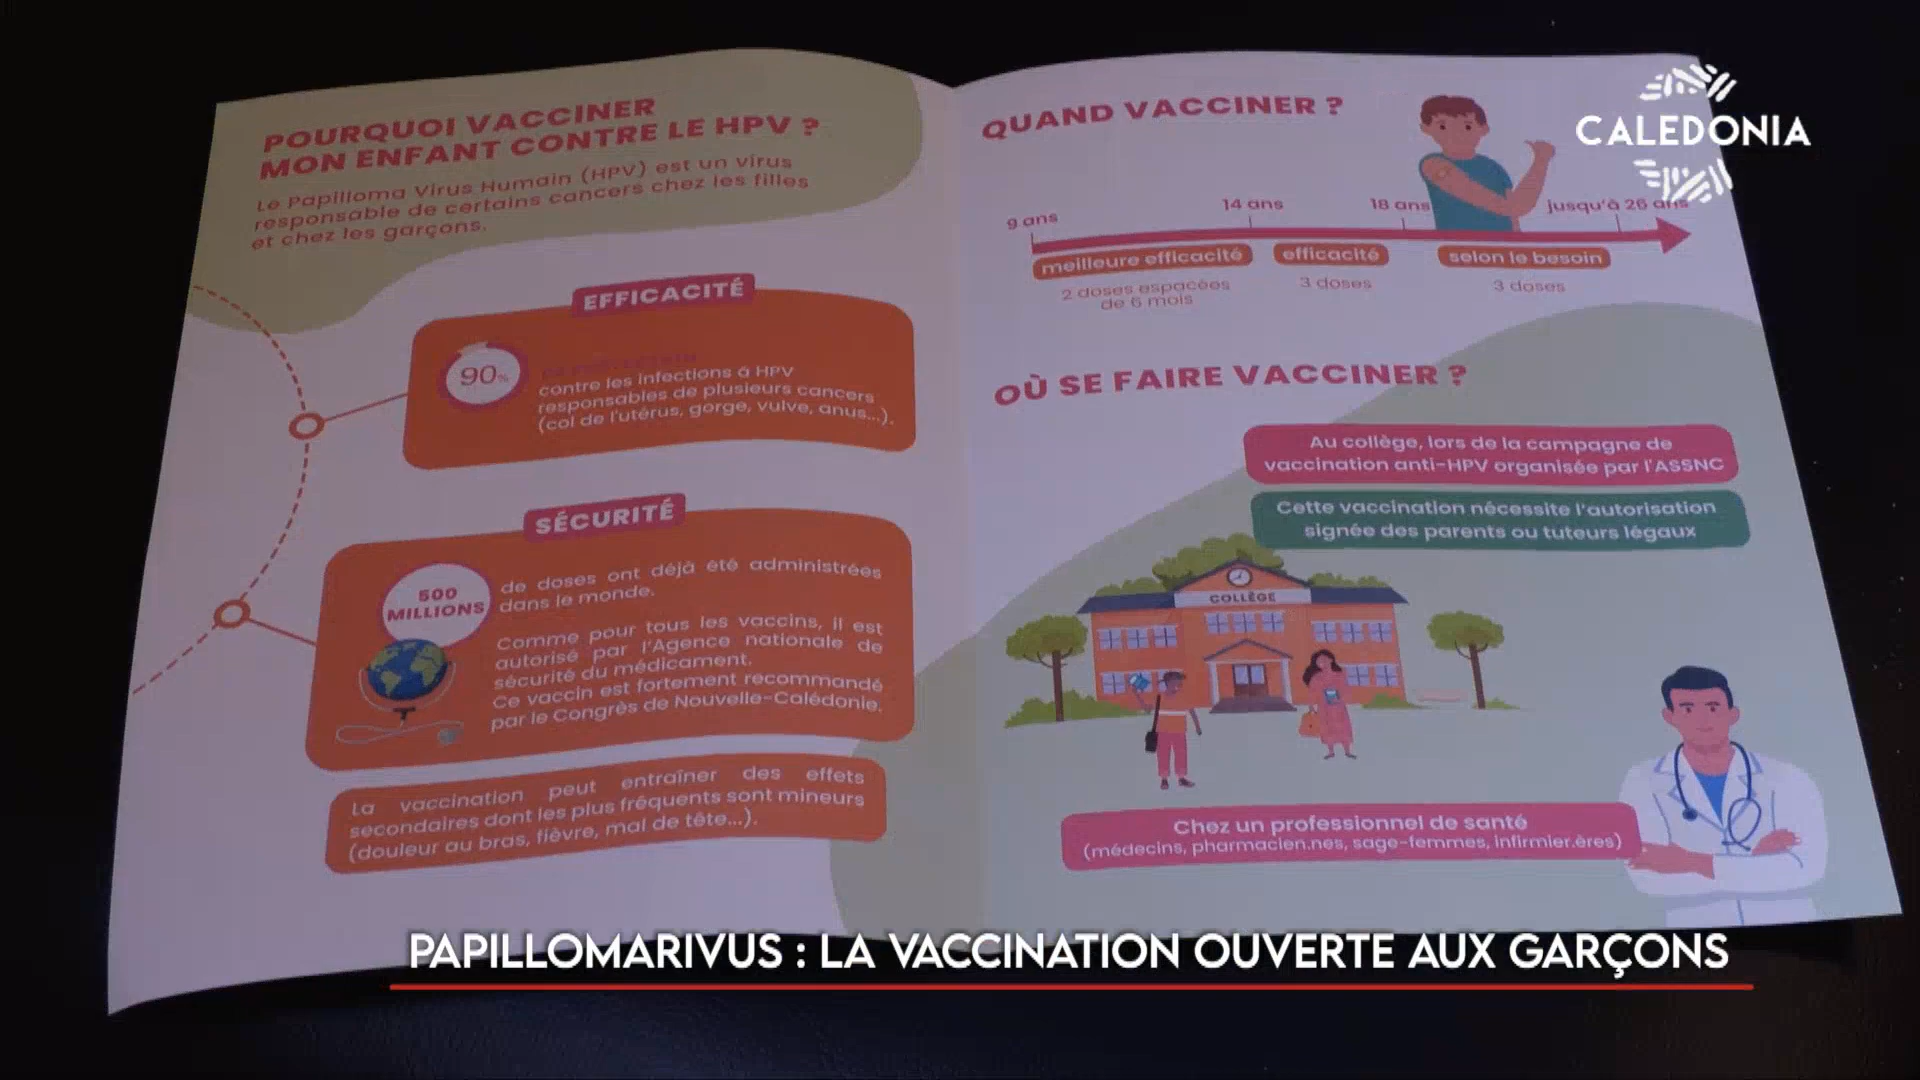 POURQUOI VACCINER
MON ENFANT CONTRE LE HPV ?
Le Papilloma Virus Humain (HPV) est un virus
responsable de certains cancers chez les filles
et chez les garçons.
EFFICACITÉ
90%
contre les infections à HPV
responsables de plusieurs cancers
(col de l'utérus, gorge, vulve, anus...).
SÉCURITÉ
500
MILLIONS
de doses ont déjà été administrées
dans le monde.
Comme pour tous les vaccins, il est
autorisé par l'Agence nationale de
sécurité du médicament.
Ce vaccin est fortement recommandé
par le Congrès de Nouvelle-Calédonie.
La vaccination peut entraîner des effets
secondaires dont les plus fréquents sont mineurs
(douleur au bras, fièvre, mal de tête...).
QUAND VACCINER ?
9 ans
14 ans
18 ans
jusqu'à 26 ans
meilleure efficacité
efficacité
selon le besoin
2 doses espacées
de 6 mois
3 doses
3 doses
OÙ SE FAIRE VACCINER ?
Au collège, lors de la campagne de
vaccination anti-HPV organisée par l'ASSNC
Cette vaccination nécessite l'autorisation
signée des parents ou tuteurs légaux
COLLÈGE
Chez un professionnel de santé
(médecins, pharmacien.nes, sage-femmes, infirmier.ères)
CALEDONIA
PAPILLOMARIVUS : LA VACCINATION OUVERTE AUX GARÇONS